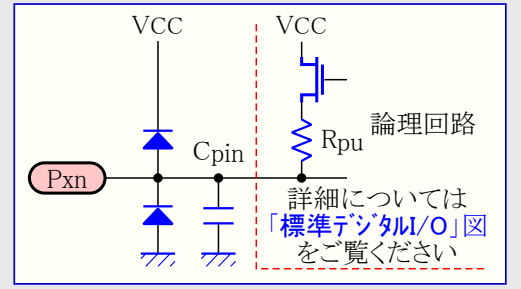 VCC
VCC
Cpin
Rpu
論理回路
Pxn
詳細については
「標準デジタルI/O」図
をご覧ください